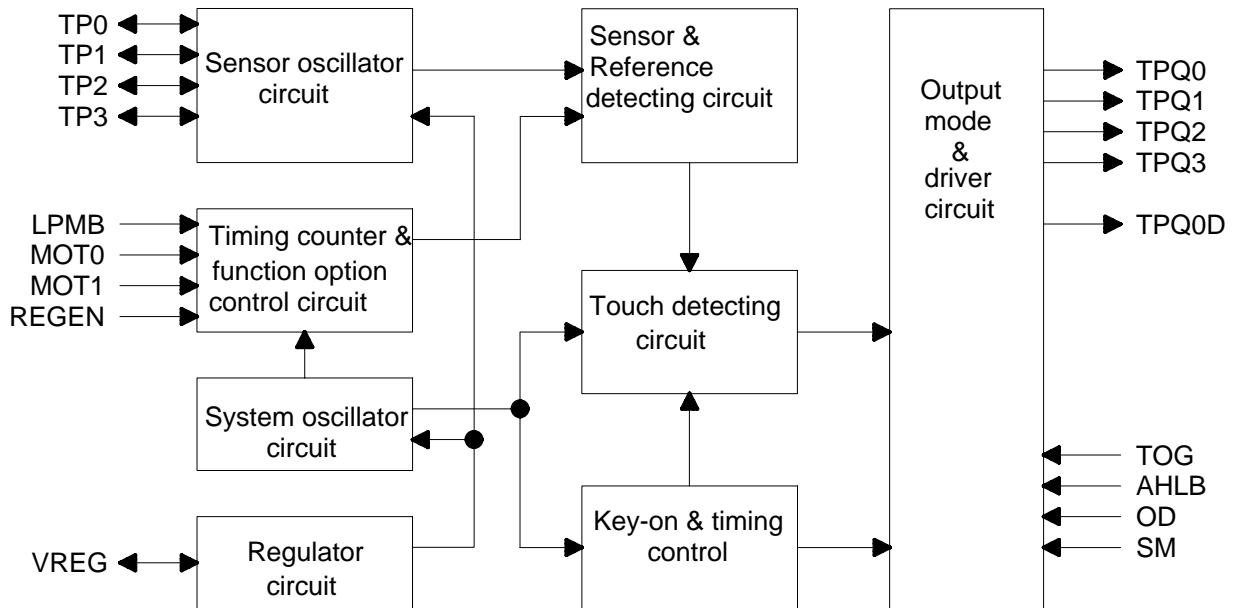 TP0
TP1
TP2
TP3
Sensor oscillator
circuit
Sensor &
Reference
detecting circuit
Output
mode
&
driver
circuit
TPQ0
TPQ1
TPQ2
TPQ3
TPQ0D
LPMB
MOT0
MOT1
REGEN
Timing counter &
function option
control circuit
Touch detecting
circuit
System oscillator
circuit
TOG
AHLB
OD
SM
VREG
Regulator
circuit
Key-on & timing
control